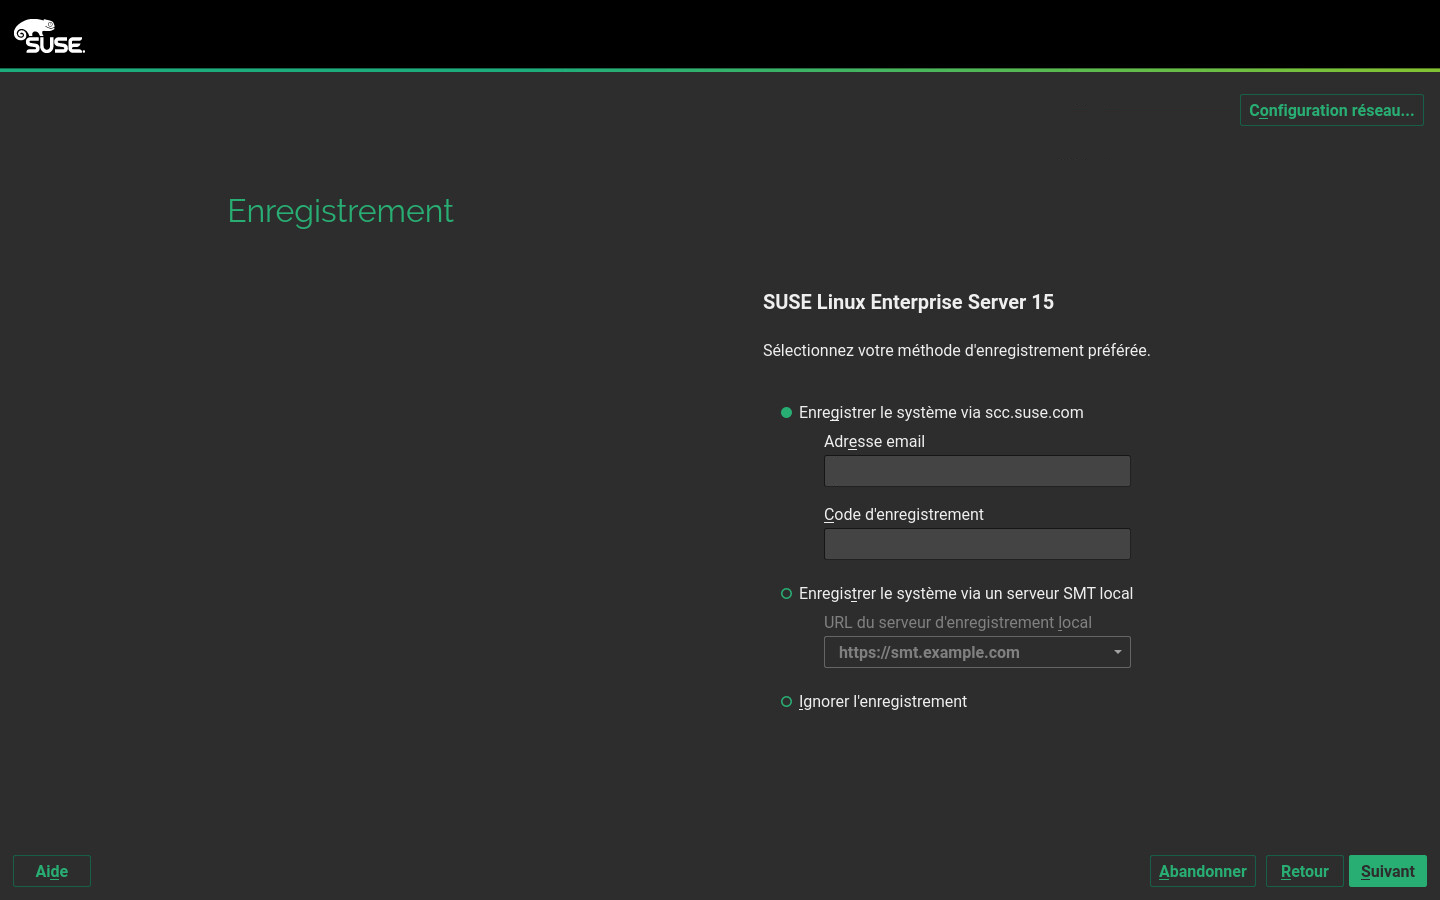 SUSE
Configuration réseau...
Enregistrement
SUSE Linux Enterprise Server 15
Sélectionnez votre méthode d'enregistrement préférée.
Enregistrer le système via scc.suse.com
Adresse email
Code d'enregistrement
Enregistrer le système via un serveur SMT local
URL du serveur d'enregistrement local
https://smt.example.com
Ignorer l'enregistrement
Aide
Abandonner
Retour
Suivant